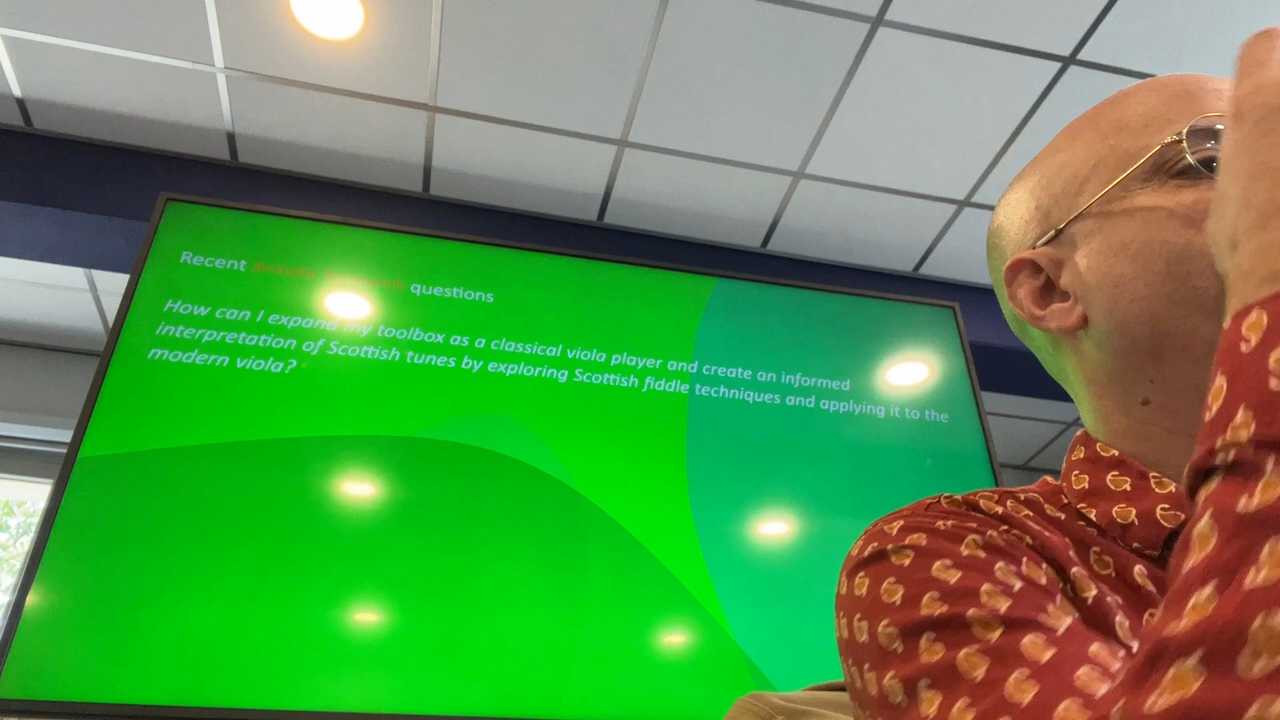 Recent questions
How can I expand my toolbox as a classical viola player and create an informed
interpretation of Scottish tunes by exploring Scottish fiddle techniques and applying it to the
modern viola?